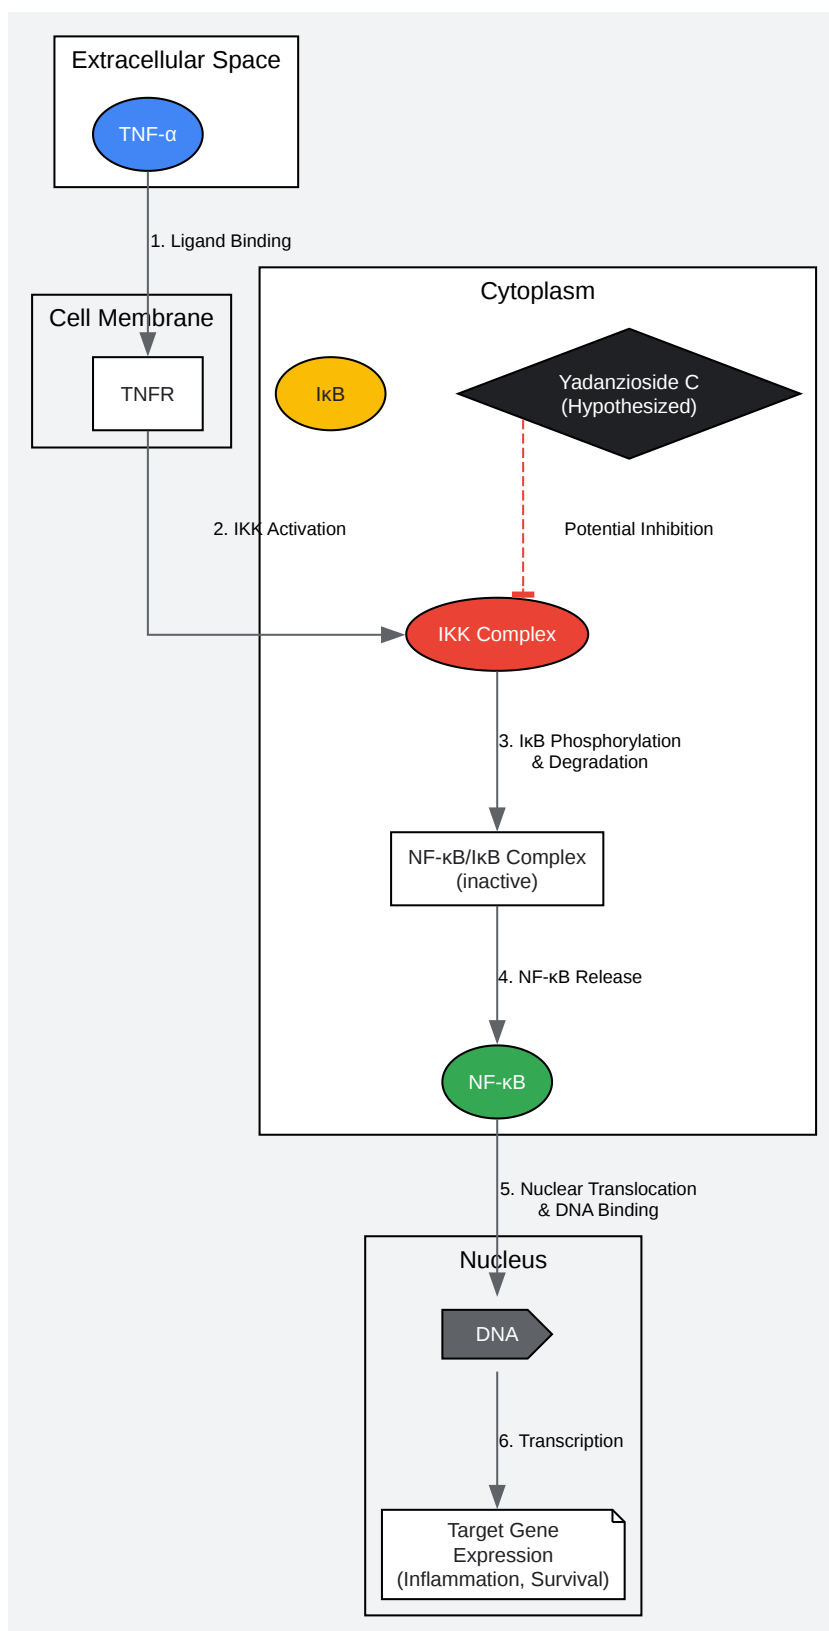 Extracellular Space
TNF-α
1. Ligand Binding
Cell Membrane
TNFR
Cytoplasm
IκB
Yadanzioside C
(Hypothesized)
2. IKK Activation
Potential Inhibition
IKK Complex
3. IκB Phosphorylation
& Degradation
NF-κB/IκB Complex
(inactive)
4. NF-κB Release
NF-κB
5. Nuclear Translocation
& DNA Binding
Nucleus
DNA
6. Transcription
Target Gene
Expression
(Inflammation, Survival)